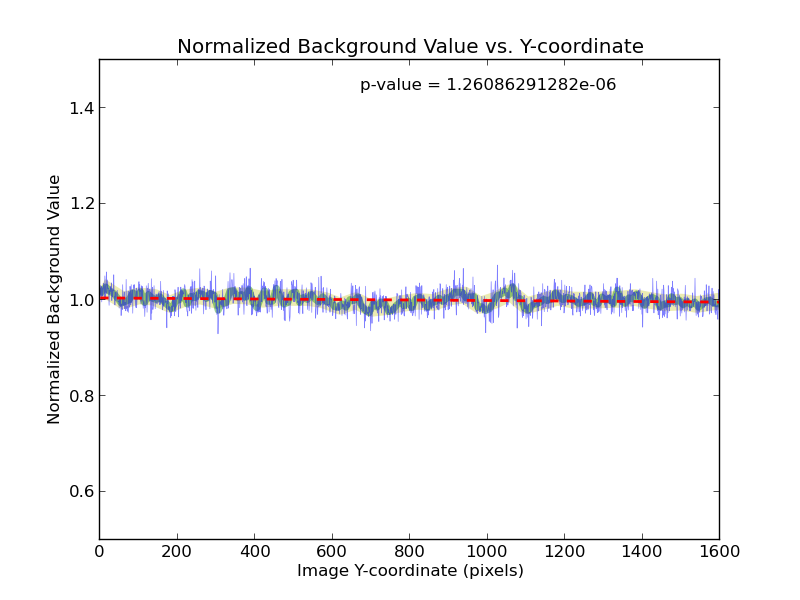 Normalized Background Value vs. Y-coordinate
p-value = 1.26086291282e-06
1.4
1.2
1.0
0.8
0.6
Normalized Background Value
0 200 400 600 800 1000 1200 1400 1600
Image Y-coordinate (pixels)